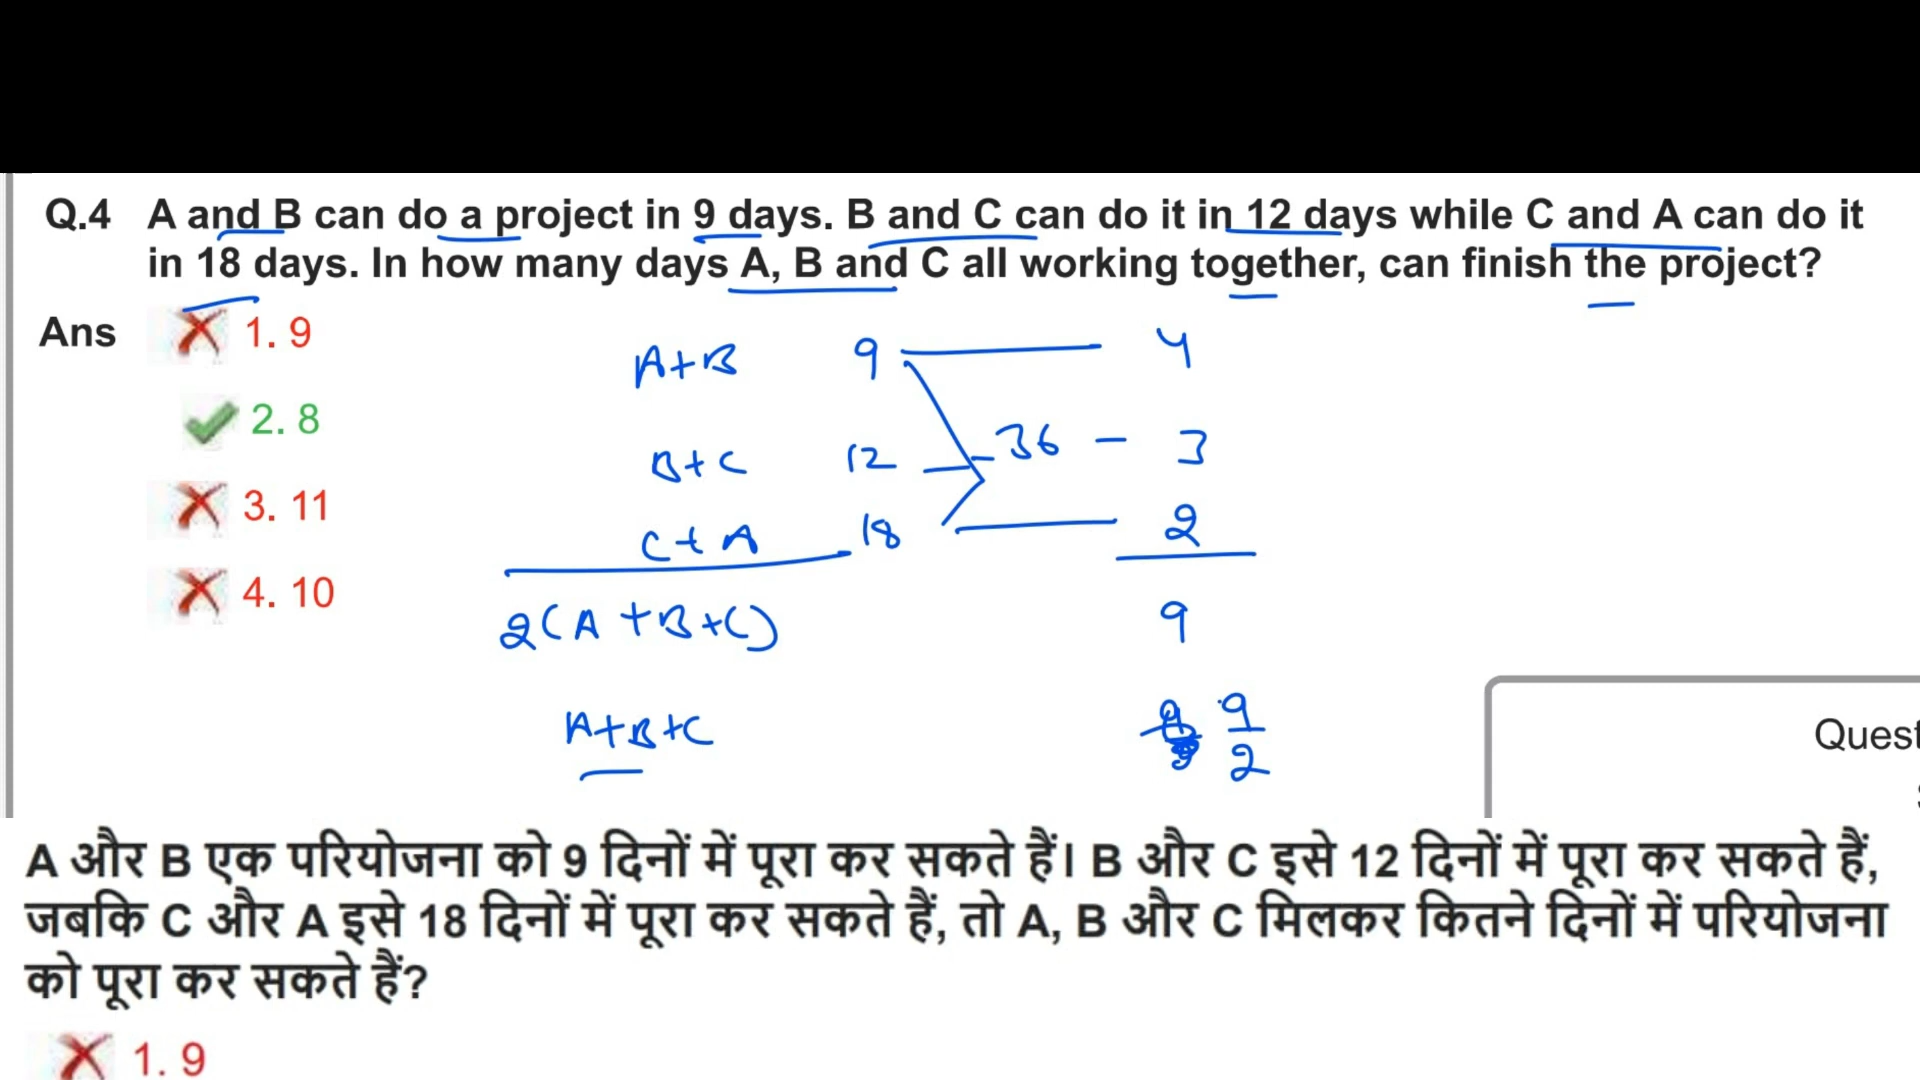 Q.4 A and B can do a project in 9 days. B and C can do it in 12 days while C and A can do it
in 18 days. In how many days A, B and C all working together, can finish the project?
Ans 1. 9
2. 8
3. 11
4. 10
A+B 9 4
B+C 12 36 - 3
C+A 18 2
2(A+B+C) 9
A+B+C 9/2
Quest
A और B एक परियोजना को 9 दिनों में पूरा कर सकते हैं। B और C इसे 12 दिनों में पूरा कर सकते हैं,
जबकि C और A इसे 18 दिनों में पूरा कर सकते हैं, तो A, B और C मिलकर कितने दिनों में परियोजना
को पूरा कर सकते हैं?
1. 9